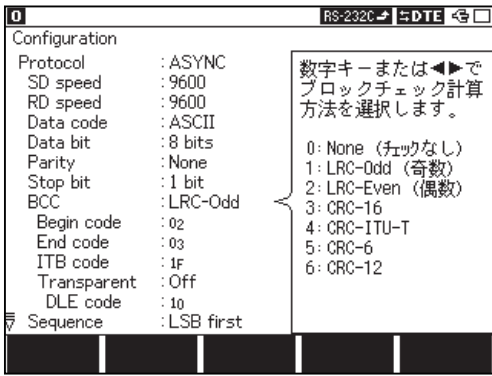 0 RS-232C DTE
Configuration
Protocol : ASYNC
SD speed : 9600
RD speed : 9600
Data code : ASCII
Data bit : 8 bits
Parity : None
Stop bit : 1 bit
BCC : LRC-Odd
Begin code : 02
End code : 03
ITB code : 1F
Transparent : Off
DLE code : 10
Sequence : LSB first
数字キーまたは◀▶で
ブロックチェック計算
方法を選択します。
0: None (チェックなし)
1: LRC-Odd (奇数)
2: LRC-Even (偶数)
3: CRC-16
4: CRC-ITU-T
5: CRC-6
6: CRC-12